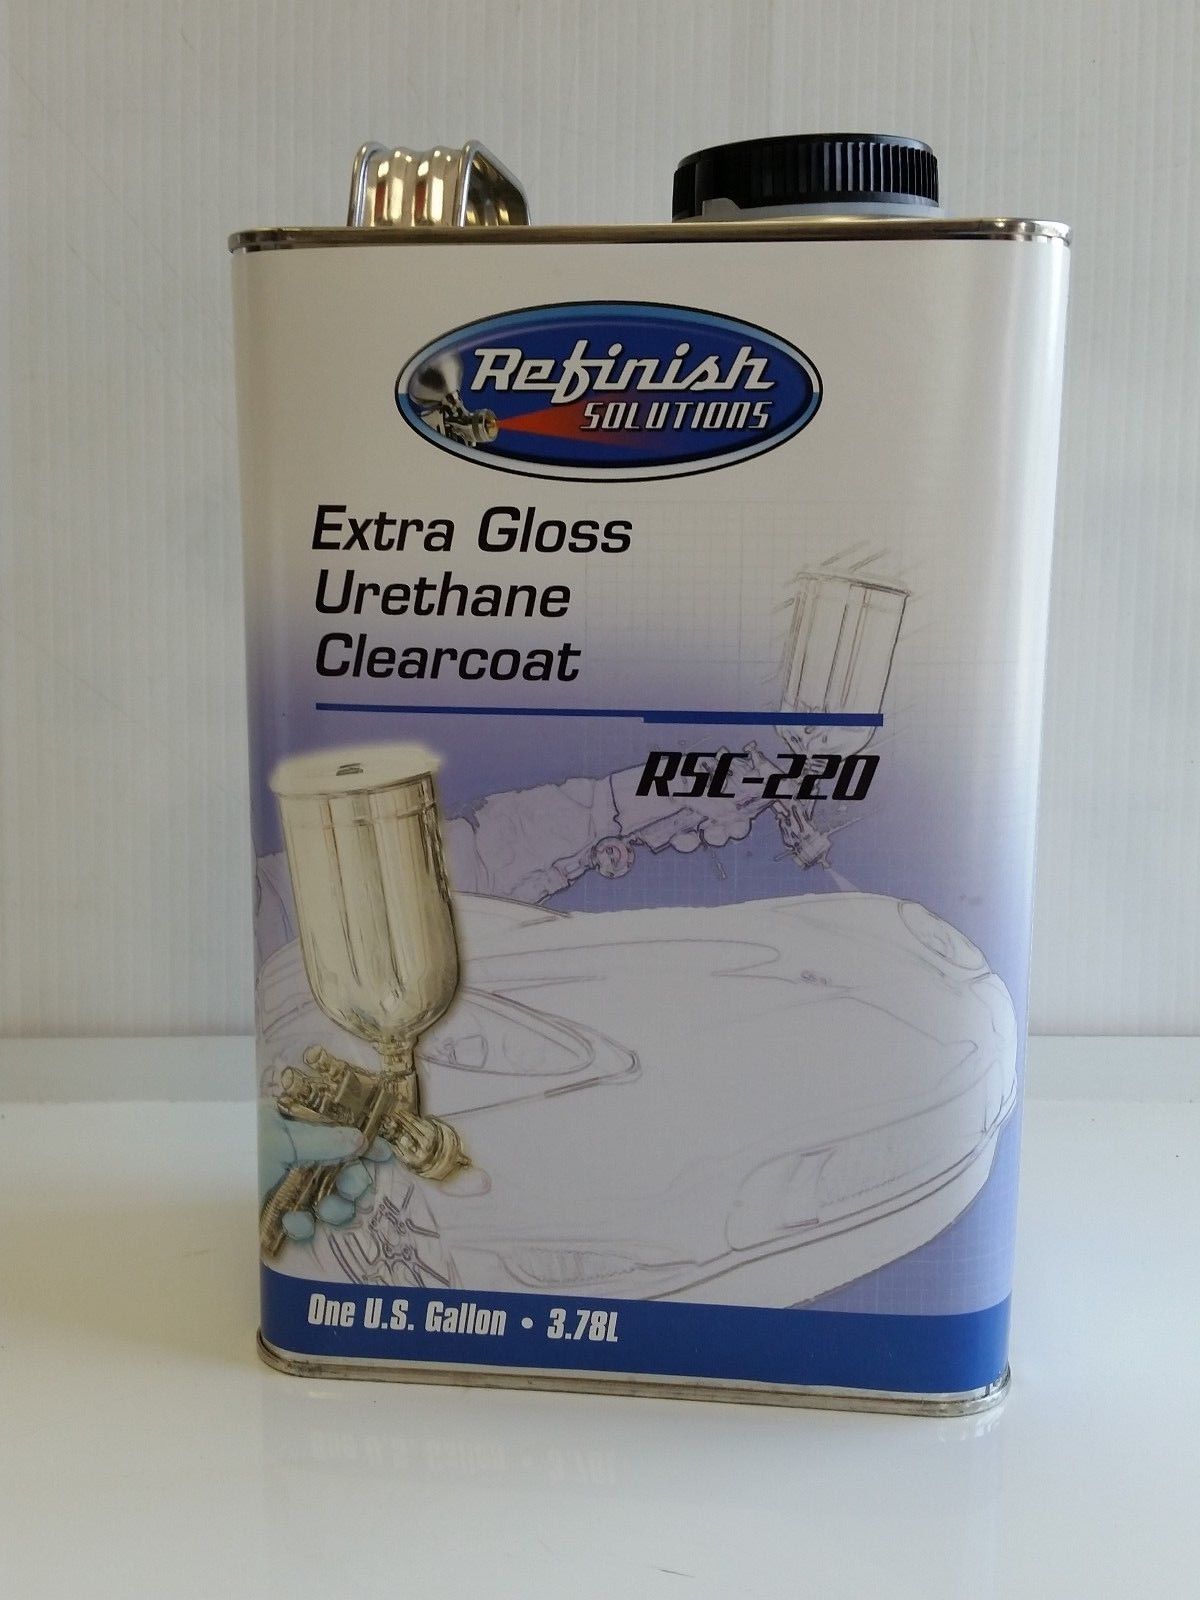 Refinish
SOLUTIONS
Extra Gloss
Urethane
Clearcoat
RSC-220
One U.S. Gallon • 3.78L